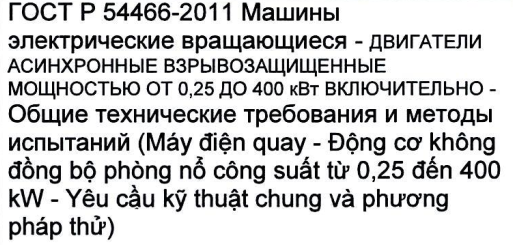 ГОСТ Р 54466-2011 Машины
электрические вращающиеся - ДВИГАТЕЛИ
АСИНХРОННЫЕ ВЗРЫВОЗАЩИЩЕННЫЕ
МОЩНОСТЬЮ ОТ 0,25 ДО 400 кВт ВКЛЮЧИТЕЛЬНО -
Общие технические требования и методы
испытаний (Máy điện quay - Động cơ không
đồng bộ phòng nổ công suất từ 0,25 đến 400
kW - Yêu cầu kỹ thuật chung và phương
pháp thử)